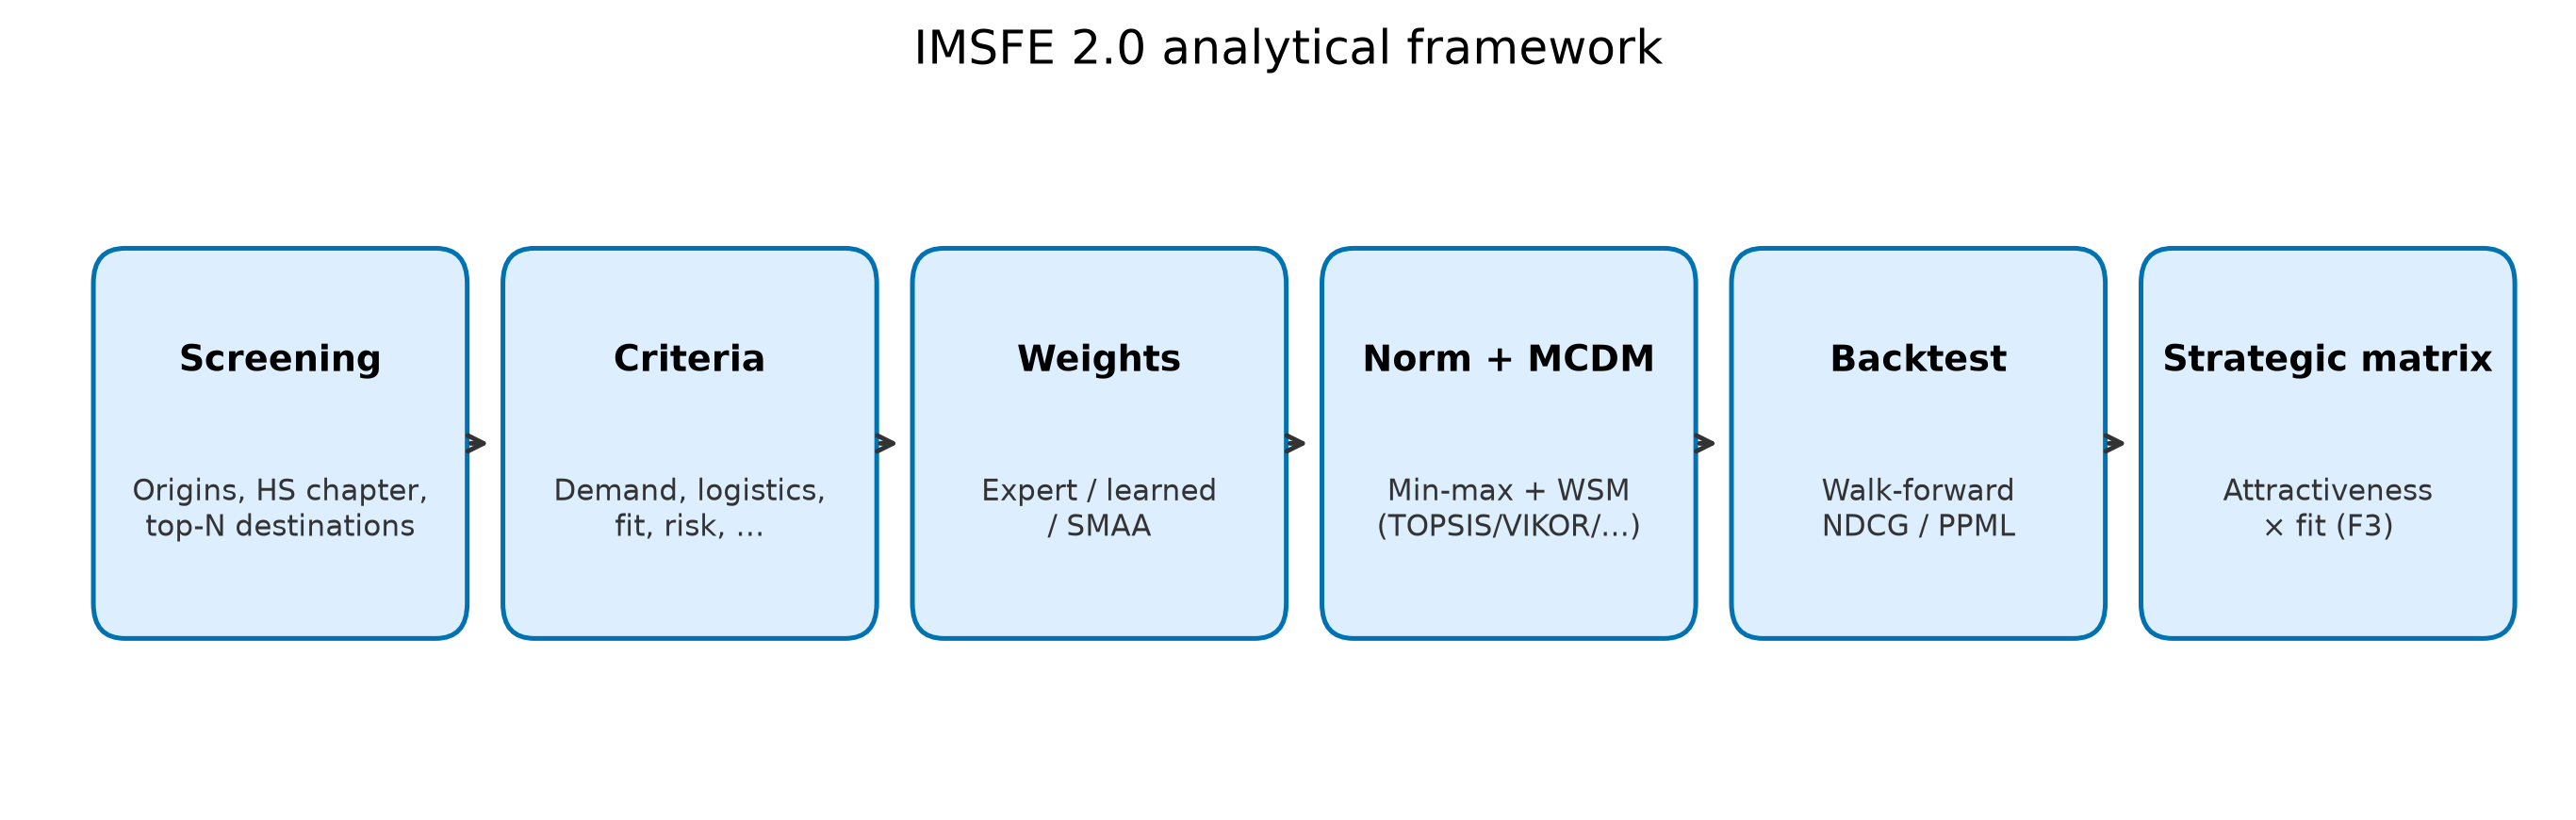 IMSFE 2.0 analytical framework
Screening
Origins, HS chapter,
top-N destinations
Criteria
Demand, logistics,
fit, risk, …
Weights
Expert / learned
/ SMAA
Norm + MCDM
Min-max + WSM
(TOPSIS/VIKOR/…)
Backtest
Walk-forward
NDCG / PPML
Strategic matrix
Attractiveness
× fit (F3)